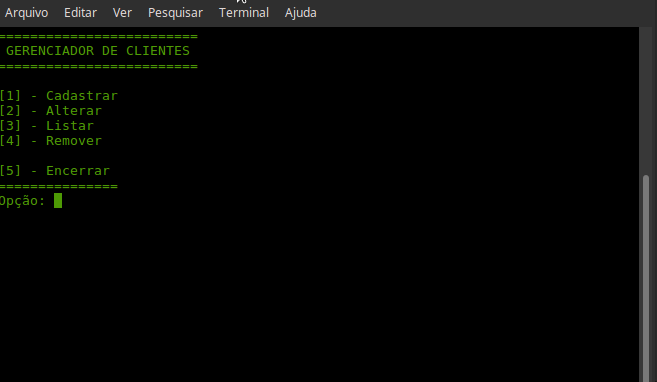 Arquivo Editar Ver Pesquisar Terminal Ajuda
=========================
GERENCIADOR DE CLIENTES
=========================
[1] - Cadastrar
[2] - Alterar
[3] - Listar
[4] - Remover
[5] - Encerrar
===============
Opção: